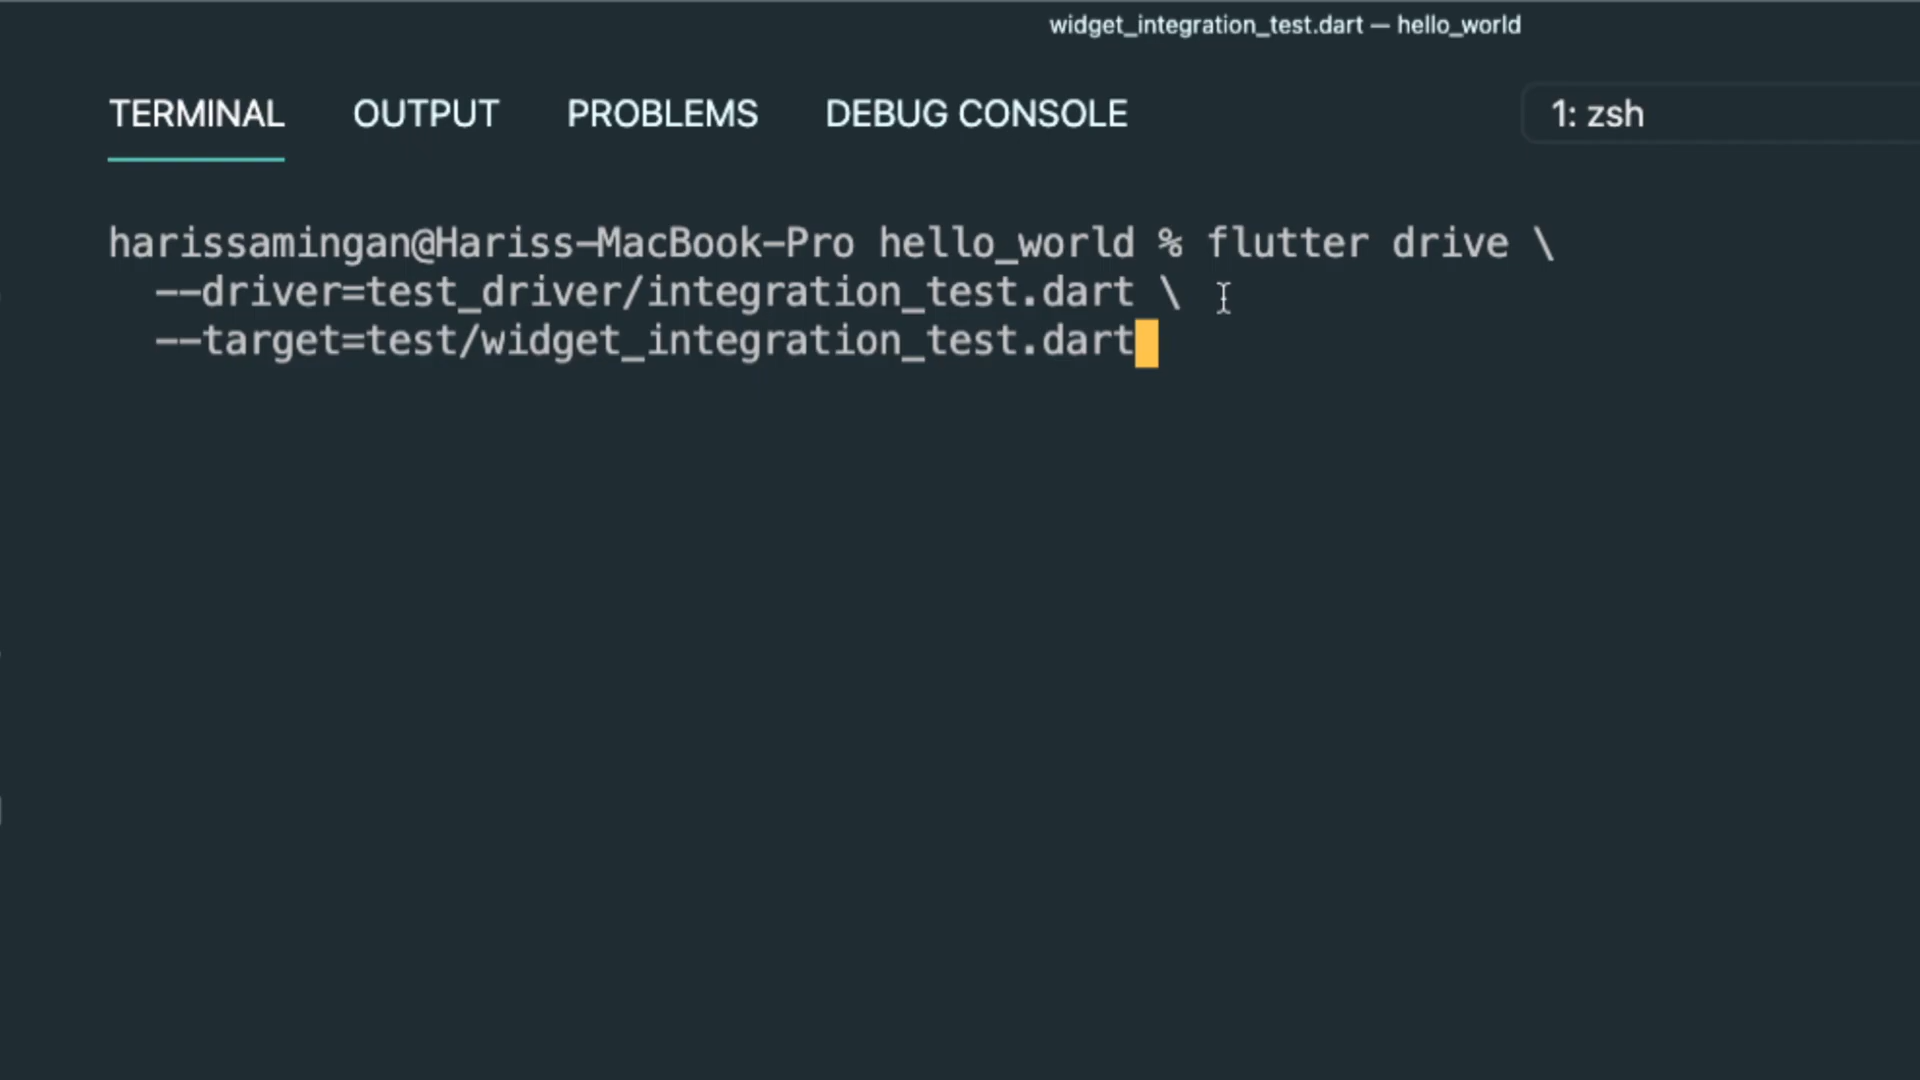 widget_integration_test.dart — hello_world
TERMINAL OUTPUT PROBLEMS DEBUG CONSOLE 1: zsh
harissamingan@Hariss-MacBook-Pro hello_world % flutter drive \
--driver=test_driver/integration_test.dart \
--target=test/widget_integration_test.dart